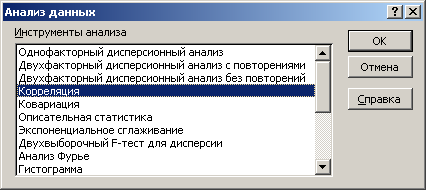 Анализ данных
Инструменты анализа
Однофакторный дисперсионный анализ
Двухфакторный дисперсионный анализ с повторениями
Двухфакторный дисперсионный анализ без повторений
Корреляция
Ковариация
Описательная статистика
Экспоненциальное сглаживание
Двухвыборочный F-тест для дисперсии
Анализ Фурье
Гистограмма
OK
Отмена
Справка